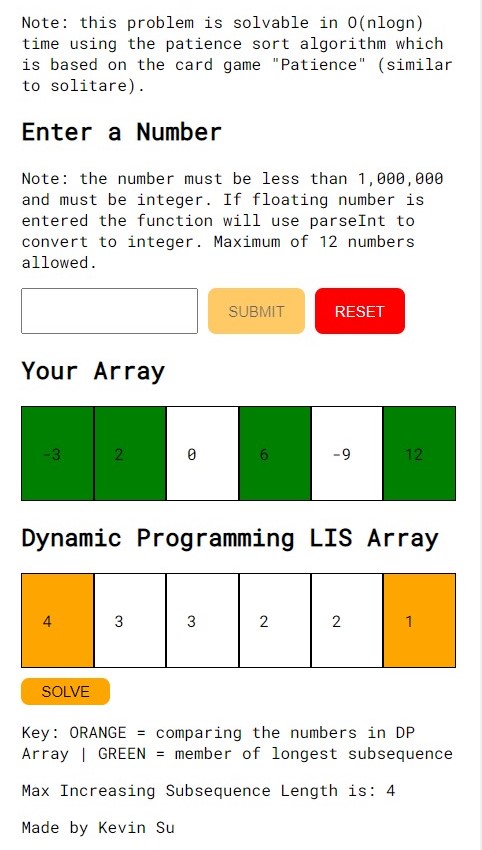 Note: this problem is solvable in O(nlogn)
time using the patience sort algorithm which
is based on the card game "Patience" (similar
to solitare).
Enter a Number
Note: the number must be less than 1,000,000
and must be integer. If floating number is
entered the function will use parseInt to
convert to integer. Maximum of 12 numbers
allowed.
SUBMIT RESET
Your Array
-3 2 0 6 -9 12
Dynamic Programming LIS Array
4 3 3 2 2 1
SOLVE
Key: ORANGE = comparing the numbers in DP
Array | GREEN = member of longest subsequence
Max Increasing Subsequence Length is: 4
Made by Kevin Su